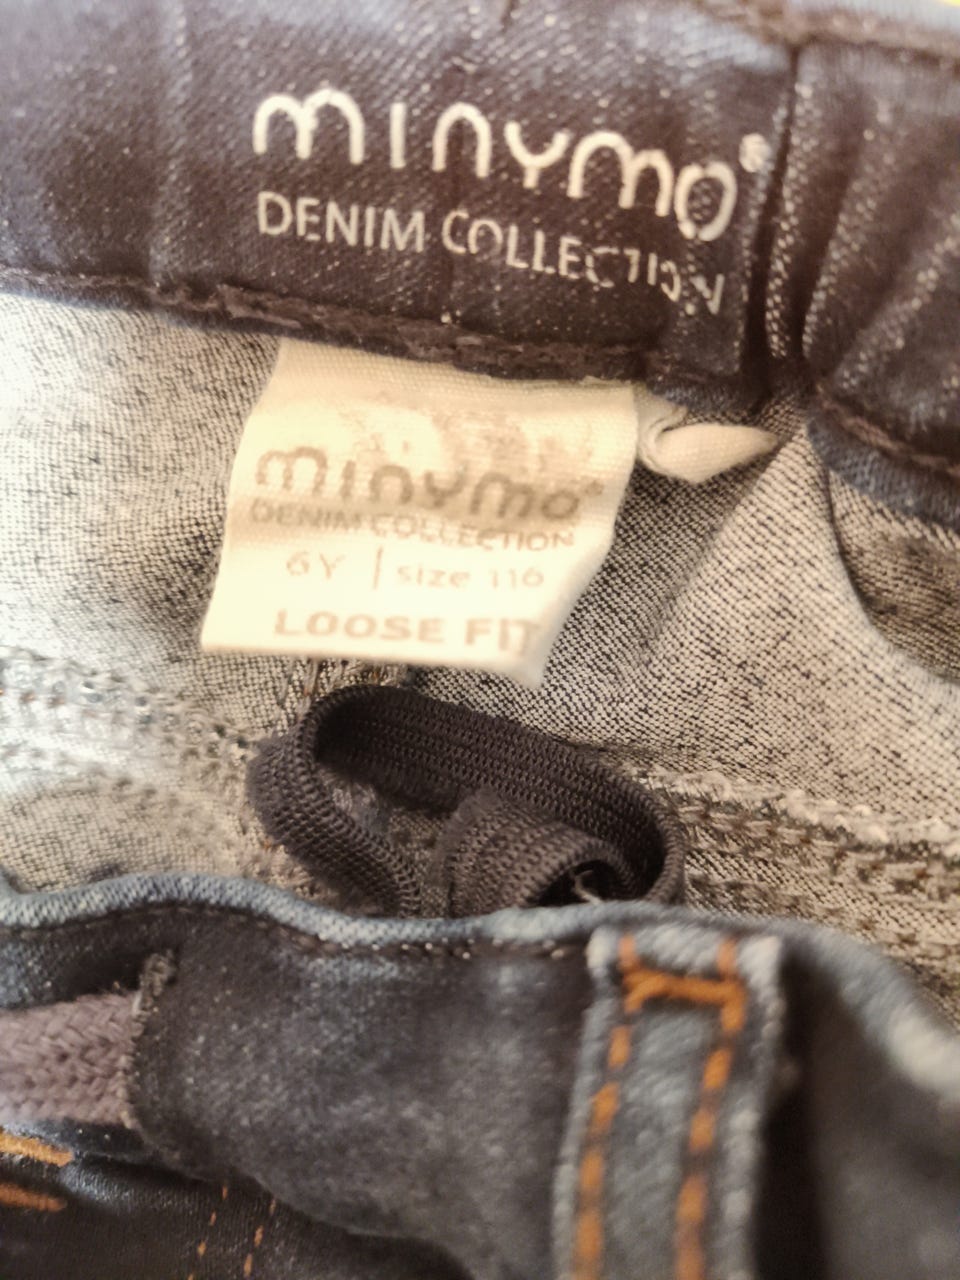 minymo®
DENIM COLLECTION
minymo®
DENIM COLLECTION
6Y | size 116
LOOSE FIT